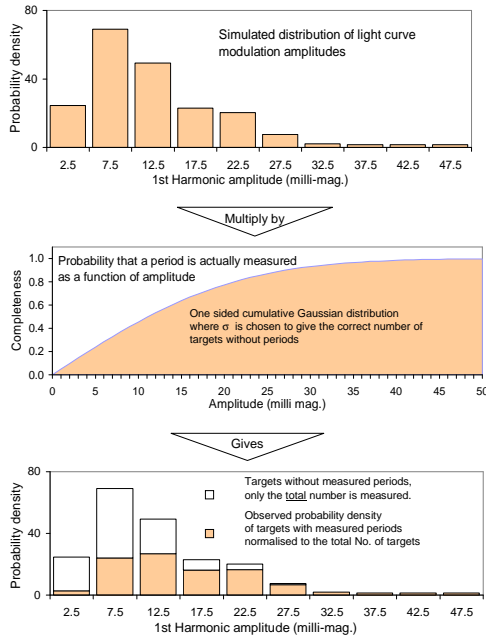 Simulated distribution of light curve
modulation amplitudes
Probability density
80
40
0
2.5 7.5 12.5 17.5 22.5 27.5 32.5 37.5 42.5 47.5
1st Harmonic amplitude (milli-mag.)
Multiply by
Probability that a period is actually measured
as a function of amplitude
One sided cumulative Gaussian distribution
where σ is chosen to give the correct number of
targets without periods
Completeness
1.0
0.8
0.6
0.4
0.2
0.0
0 5 10 15 20 25 30 35 40 45 50
Amplitude (milli mag.)
Gives
Targets without measured periods,
only the total number is measured.
Observed probability density
of targets with measured periods
normalised to the total No. of targets
Probability density
80
40
0
2.5 7.5 12.5 17.5 22.5 27.5 32.5 37.5 42.5 47.5
1st Harmonic amplitude (milli-mag.)